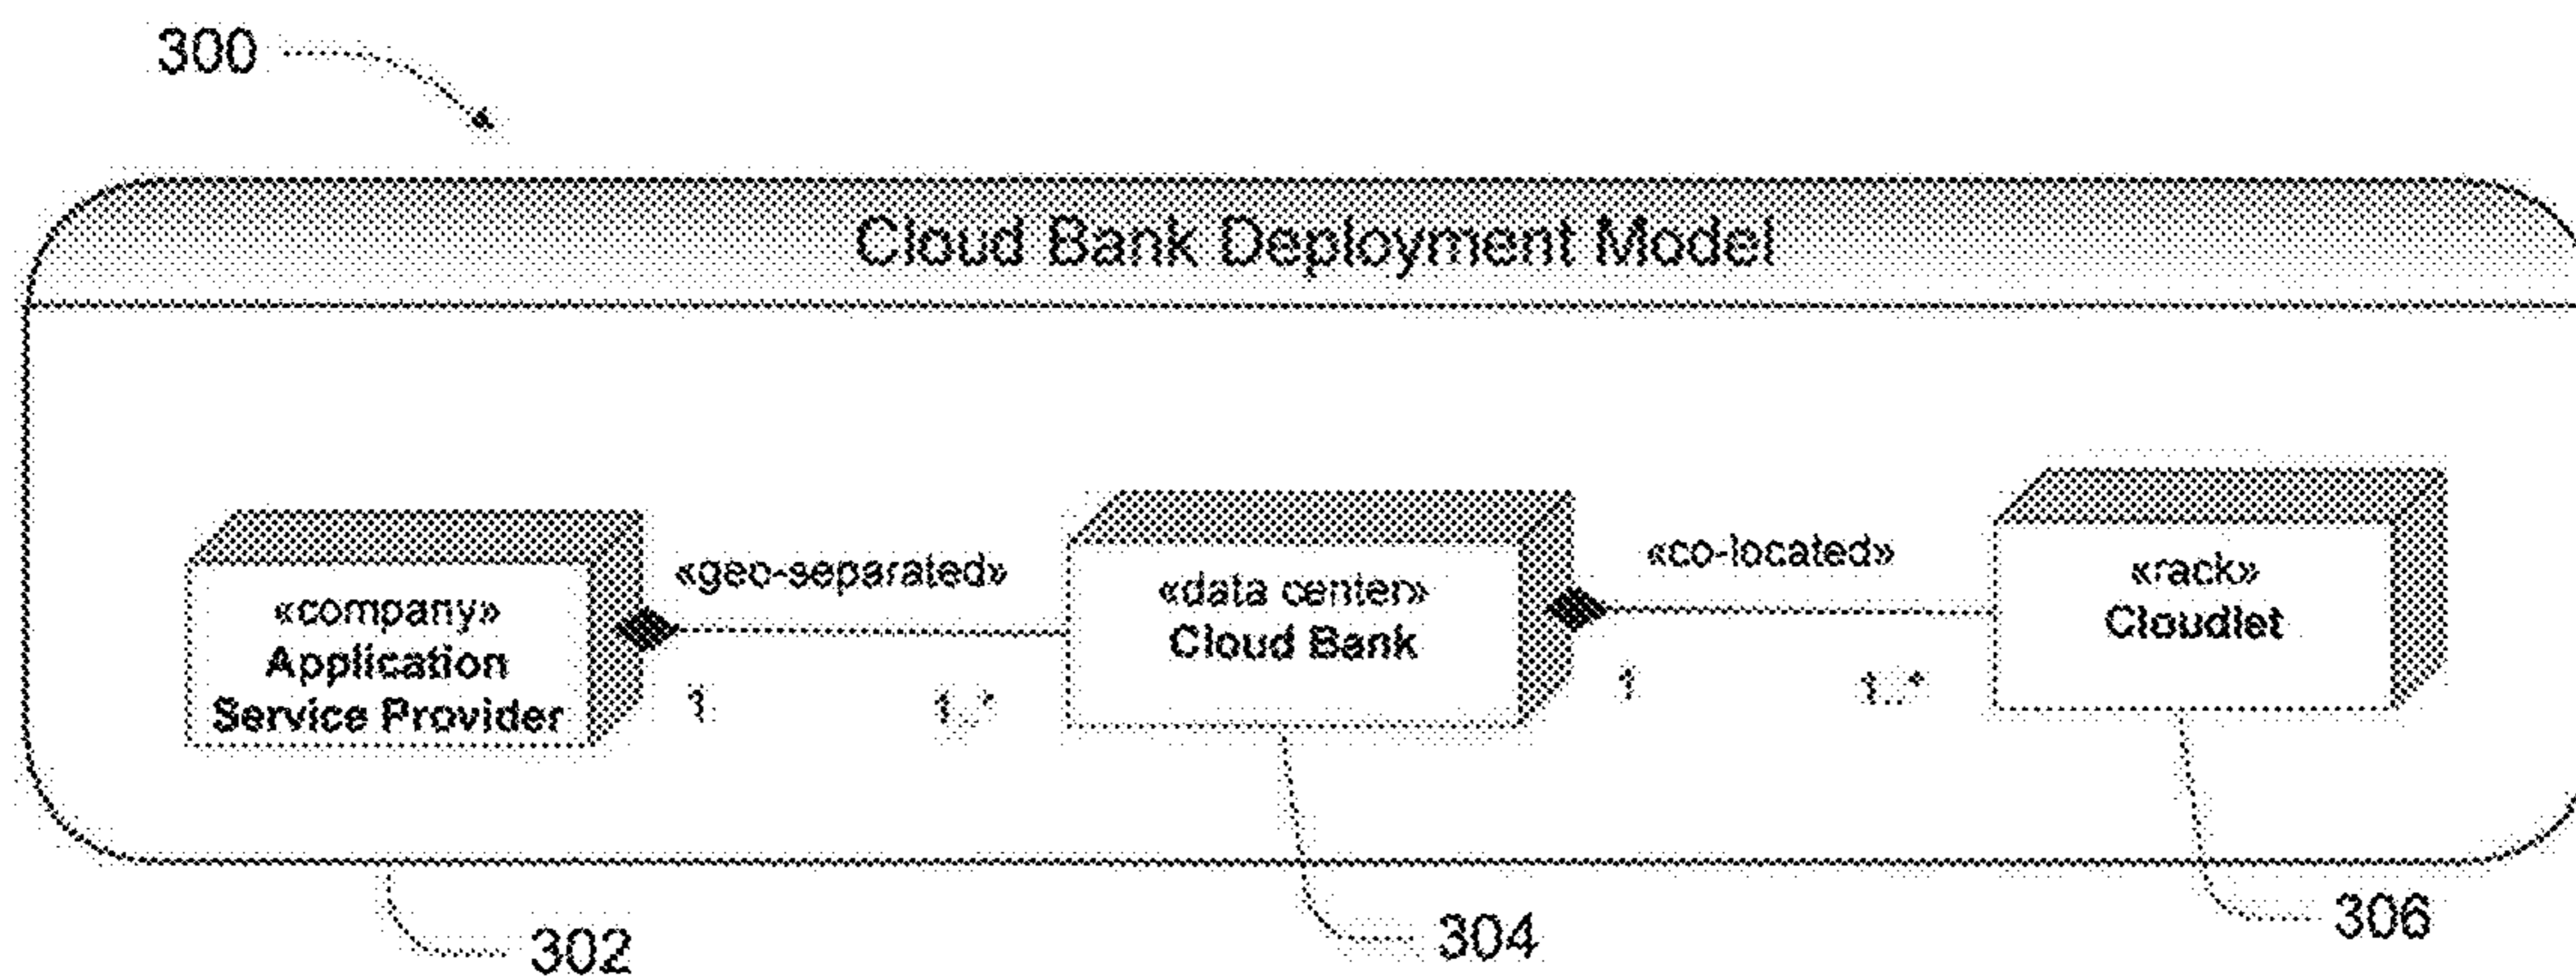 300
Cloud Bank Deployment Model
«company»
Application
Service Provider
«geo-separated»
1
1..*
«data center»
Cloud Bank
«co-located»
1
1..*
«rack»
Cloudlet
302
304
306